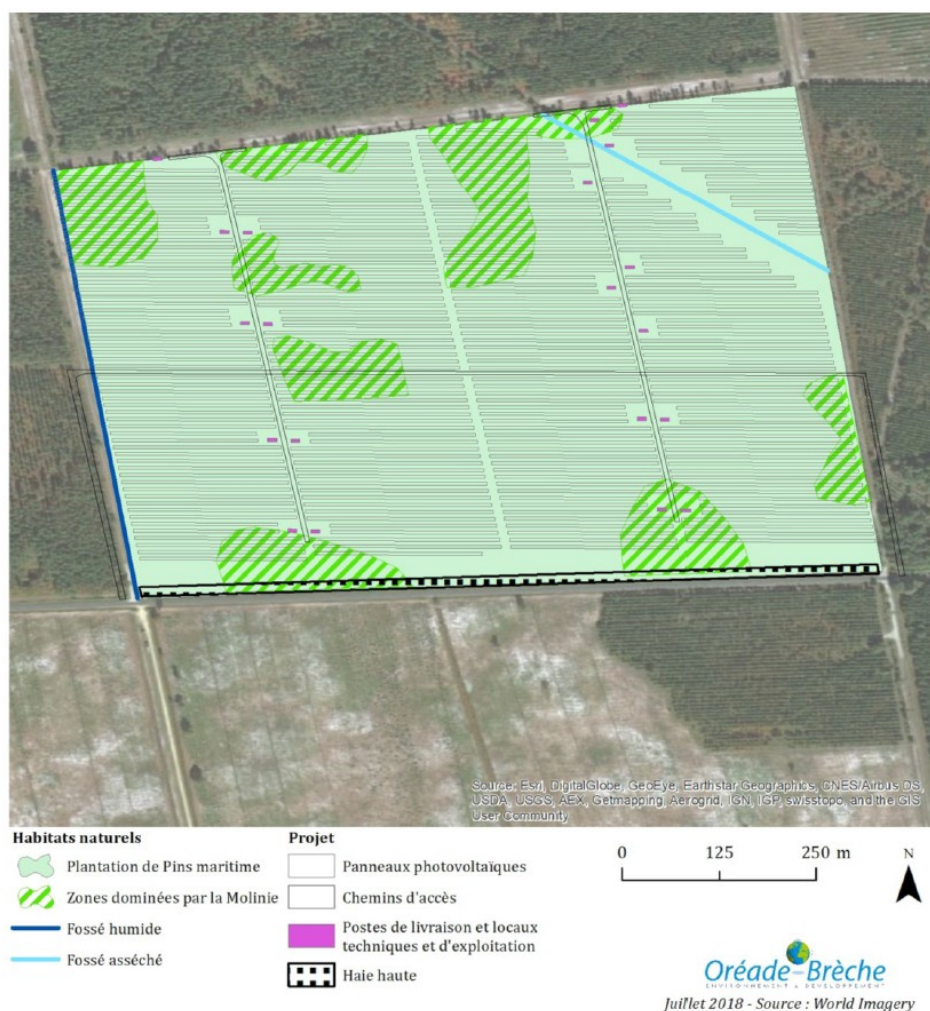 Source: Esri, DigitalGlobe, GeoEye, Earthstar Geographics, CNES/Airbus DS,
USDA, USGS, AEX, Getmapping, Aerogrid, IGN, IGP, swisstopo, and the GIS
User Community
Habitats naturels
Plantation de Pins maritime
Zones dominées par la Molinie
Fossé humide
Fossé asséché
Projet
Panneaux photovoltaïques
Chemins d'accès
Postes de livraison et locaux
techniques et d'exploitation
Haie haute
0 125 250 m
N
Oréade-Brèche
ENVIRONNEMENT & DÉVELOPPEMENT
Juillet 2018 - Source : World Imagery